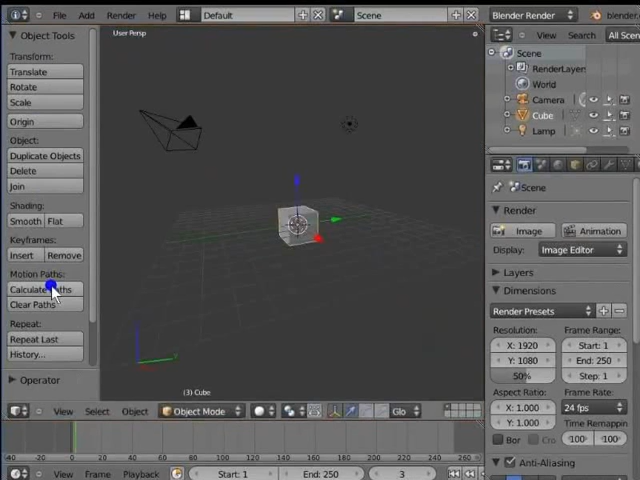 File Add Render Help Default Scene Blender Render
Object Tools
User Persp
View Search All Scen
Transform:
Translate
Rotate
Scale
Origin
Object:
Duplicate Objects
Delete
Join
Shading:
Smooth Flat
Keyframes:
Insert Remove
Motion Paths:
Calculate
Clear Paths
Repeat:
Repeat Last
History...
Operator
(3) Cube
Scene
RenderLayers
World
Camera
Cube
Lamp
Scene
Render
Image Animation
Display: Image Editor
Layers
Dimensions
Render Presets
Resolution: Frame Range:
X: 1920 Start: 1
Y: 1080 End: 250
50% Step: 1
Aspect Ratio: Frame Rate:
X: 1.000 24 fps
Y: 1.000 Time Remappin
Bor Cro 100 100
Anti-Aliasing
View Select Object Object Mode Glo
-40 -20 0 20 40 60 80 100 120 140 160 180 200 220 240 260
View Frame Playback Start: 1 End: 250 3